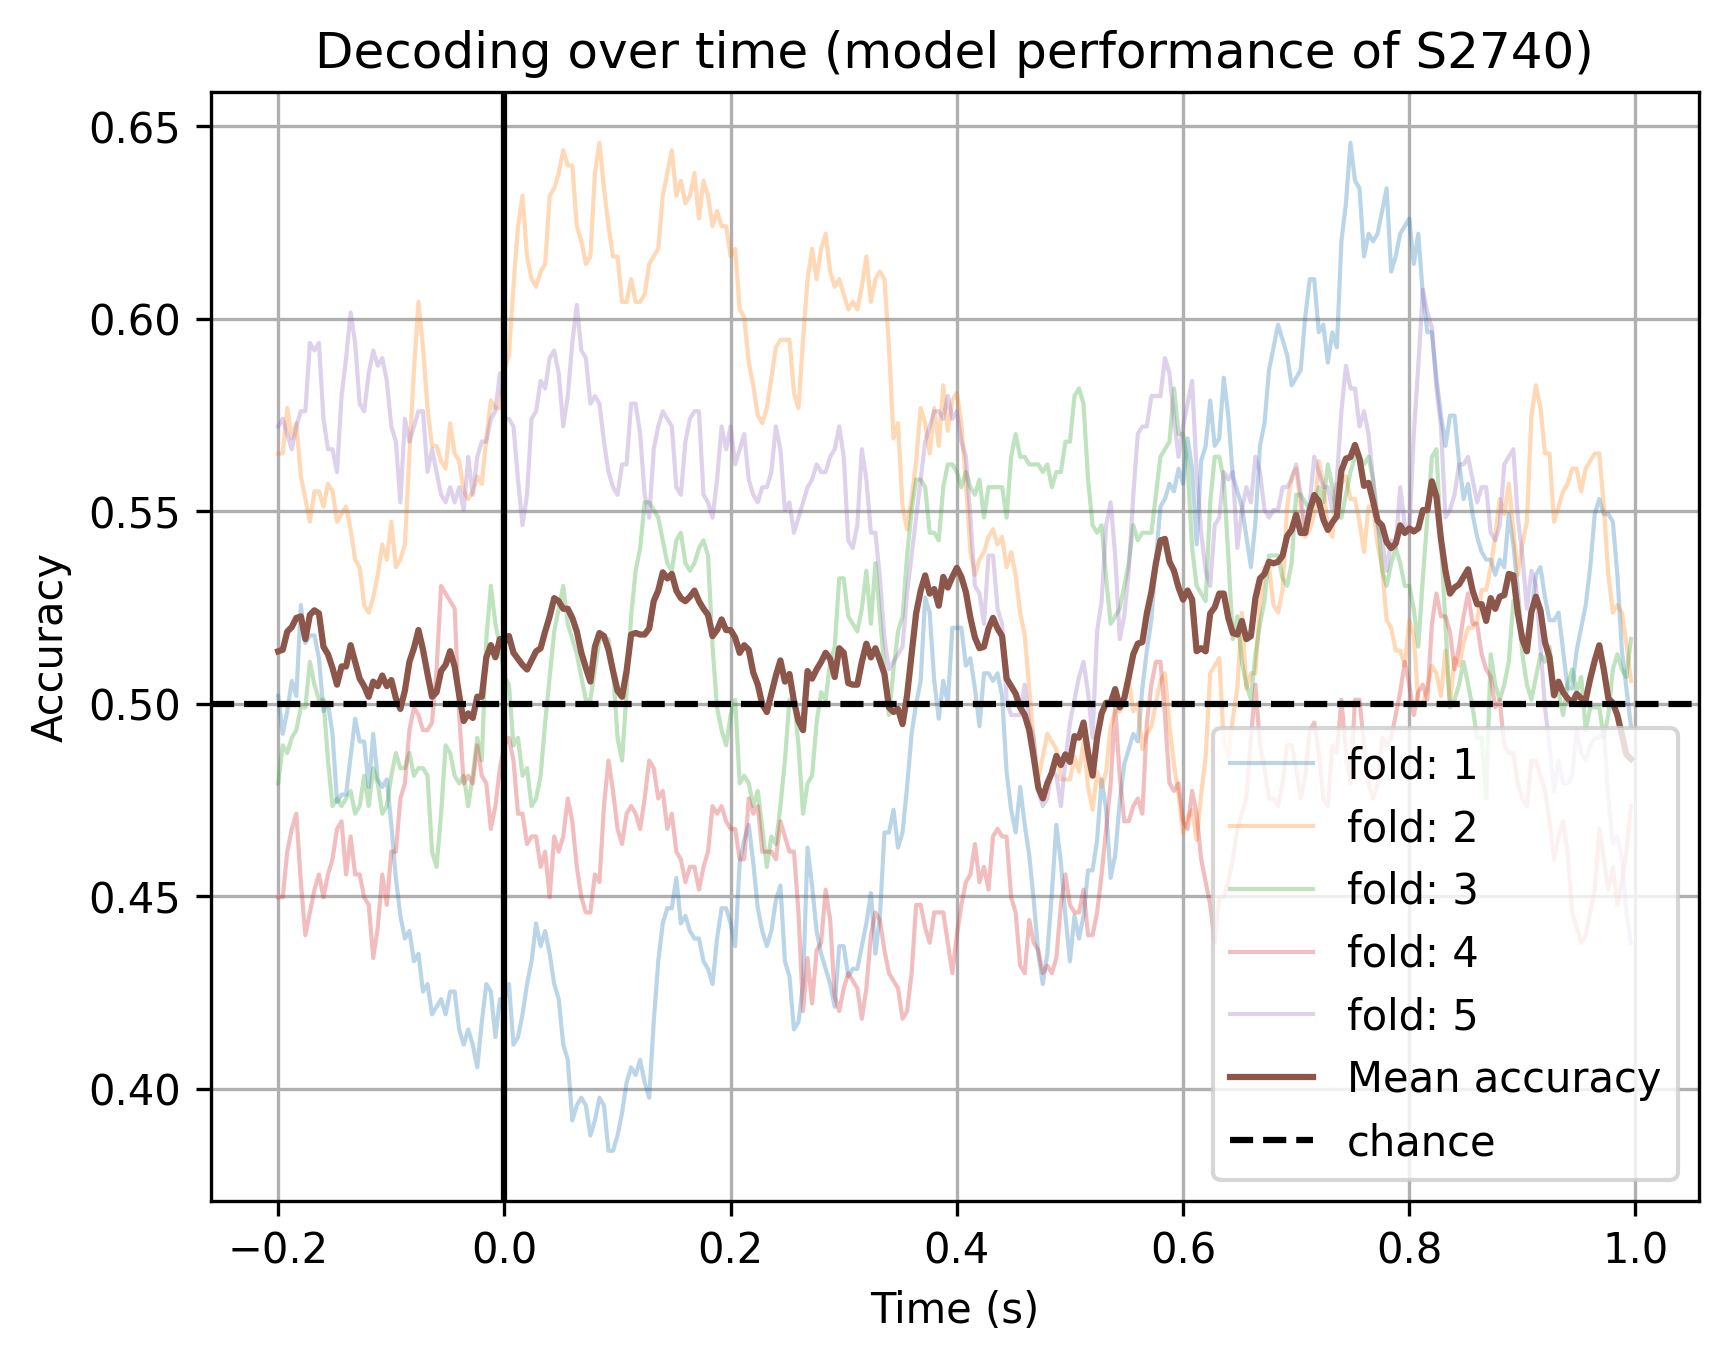 Decoding over time (model performance of S2740)
0.65
0.60
0.55
0.50
0.45
0.40
Accuracy
fold: 1
fold: 2
fold: 3
fold: 4
fold: 5
Mean accuracy
chance
−0.2 0.0 0.2 0.4 0.6 0.8 1.0
Time (s)